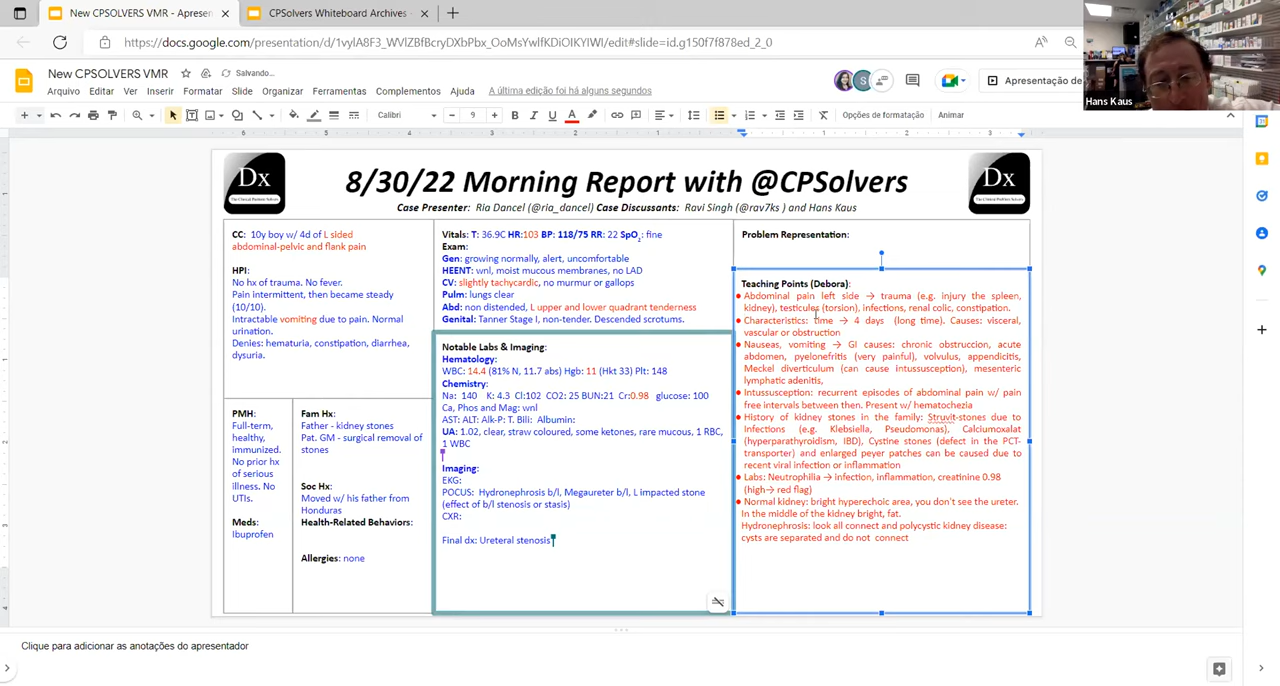 New CPSOLVERS VMR - Apresen
CPSolvers Whiteboard Archives
https://docs.google.com/presentation/d/1vylA8F3_WVlZBfBcryDXbPbx_OoMsYwlfKDiOIKYIWI/edit#slide=id.g150f7f878ed_2_0
New CPSOLVERS VMR
Salvando...
Arquivo Editar Ver Inserir Formatar Slide Organizar Ferramentas Complementos Ajuda A última edição foi há alguns segundos
S
Apresentação de
Hans Kaus
Calibri
9
Opções de formatação
Animar
Dx
8/30/22 Morning Report with @CPSolvers
Case Presenter: Ria Dancel (@ria_dancel) Case Discussants: Ravi Singh (@rav7ks ) and Hans Kaus
Dx
CC: 10y boy w/ 4d of L sided
abdominal-pelvic and flank pain
HPI:
No hx of trauma. No fever.
Pain intermittent, then became steady
(10/10).
Intractable vomiting due to pain. Normal
urination.
Denies: hematuria, constipation, diarrhea,
dysuria.
PMH:
Full-term,
healthy,
immunized.
No prior hx
of serious
illness. No
UTIs.
Meds:
Ibuprofen
Fam Hx:
Father - kidney stones
Pat. GM - surgical removal of
stones
Soc Hx:
Moved w/ his father from
Honduras
Health-Related Behaviors:
Allergies: none
Vitals: T: 36.9C HR:103 BP: 118/75 RR: 22 SpO2: fine
Exam:
Gen: growing normally, alert, uncomfortable
HEENT: wnl, moist mucous membranes, no LAD
CV: slightly tachycardic, no murmur or gallops
Pulm: lungs clear
Abd: non distended, L upper and lower quadrant tenderness
Genital: Tanner Stage I, non-tender. Descended scrotums.
Notable Labs & Imaging:
Hematology:
WBC: 14.4 (81% N, 11.7 abs) Hgb: 11 (Hkt 33) Plt: 148
Chemistry:
Na: 140 K: 4.3 Cl:102 CO2: 25 BUN:21 Cr:0.98 glucose: 100
Ca, Phos and Mag: wnl
AST: ALT: Alk-P: T. Bili: Albumin:
UA: 1.02, clear, straw coloured, some ketones, rare mucous, 1 RBC,
1 WBC
Imaging:
EKG:
POCUS: Hydronephrosis b/l, Megaureter b/l, L impacted stone
(effect of b/l stenosis or stasis)
CXR:
Final dx: Ureteral stenosis
Problem Representation:
Teaching Points (Debora):
● Abdominal pain left side → trauma (e.g. injury the spleen,
kidney), testicules (torsion), infections, renal colic, constipation.
● Characteristics: time → 4 days (long time). Causes: visceral,
vascular or obstruction
● Nauseas, vomiting → GI causes: chronic obstruccion, acute
abdomen, pyelonefritis (very painful), volvulus, appendicitis,
Meckel diverticulum (can cause intussusception), mesenteric
lymphatic adenitis,
● Intussusception: recurrent episodes of abdominal pain w/ pain
free intervals between then. Present w/ hematochezia
● History of kidney stones in the family: Struvit-stones due to
Infections (e.g. Klebsiella, Pseudomonas), Calciumoxalat
(hyperparathyroidism, IBD), Cystine stones (defect in the PCT-
transporter) and enlarged peyer patches can be caused due to
recent viral infection or inflammation
● Labs: Neutrophilia → infection, inflammation, creatinine 0.98
(high→ red flag)
● Normal kidney: bright hyperechoic area, you don't see the ureter.
In the middle of the kidney bright, fat.
Hydronephrosis: look all connect and polycystic kidney disease:
cysts are separated and do not connect
Clique para adicionar as anotações do apresentador